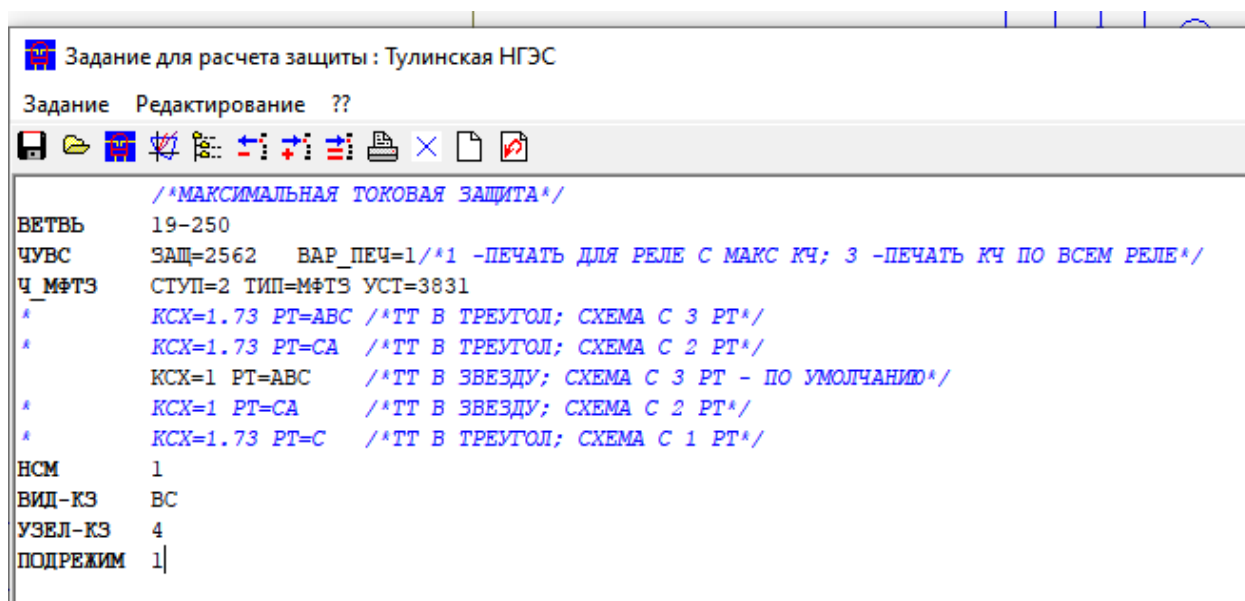 Задание для расчета защиты : Тулинская НГЭС
Задание Редактирование ??
/*МАКСИМАЛЬНАЯ ТОКОВАЯ ЗАЩИТА*/
ВЕТВЬ 19-250
ЧУВС ЗАЩ=2562 ВАР_ПЕЧ=1/*1 -ПЕЧАТЬ ДЛЯ РЕЛЕ С МАКС КЧ; 3 -ПЕЧАТЬ КЧ ПО ВСЕМ РЕЛЕ*/
Ч_МФТЗ СТУП=2 ТИП=МФТЗ УСТ=3831
* КСХ=1.73 РТ=АВС /*ТТ В ТРЕУГОЛ; СХЕМА С 3 РТ*/
* КСХ=1.73 РТ=СА /*ТТ В ТРЕУГОЛ; СХЕМА С 2 РТ*/
КСХ=1 РТ=АВС /*ТТ В ЗВЕЗДУ; СХЕМА С 3 РТ - ПО УМОЛЧАНИЮ*/
* КСХ=1 РТ=СА /*ТТ В ЗВЕЗДУ; СХЕМА С 2 РТ*/
* КСХ=1.73 РТ=С /*ТТ В ТРЕУГОЛ; СХЕМА С 1 РТ*/
НСМ 1
ВИД-КЗ ВС
УЗЕЛ-КЗ 4
ПОДРЕЖИМ 1